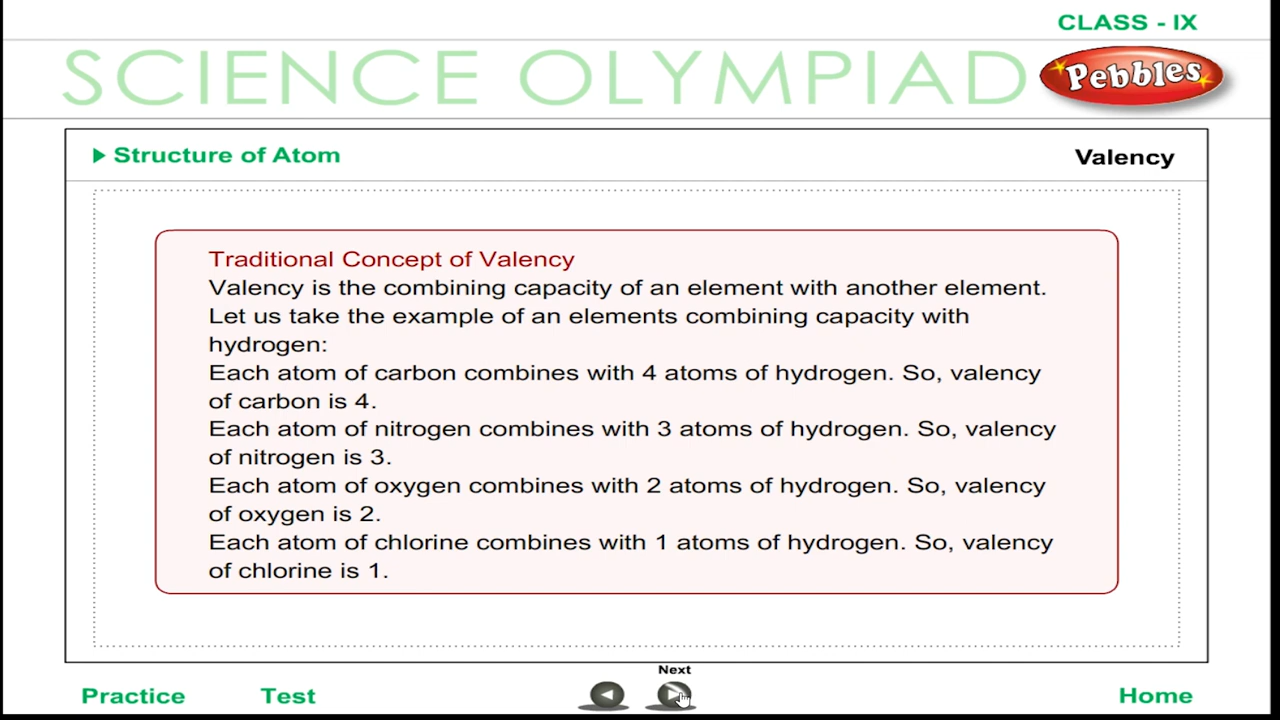 CLASS - IX
SCIENCE OLYMPIAD
Pebbles
Structure of Atom
Valency
Traditional Concept of Valency
Valency is the combining capacity of an element with another element.
Let us take the example of an elements combining capacity with
hydrogen:
Each atom of carbon combines with 4 atoms of hydrogen. So, valency
of carbon is 4.
Each atom of nitrogen combines with 3 atoms of hydrogen. So, valency
of nitrogen is 3.
Each atom of oxygen combines with 2 atoms of hydrogen. So, valency
of oxygen is 2.
Each atom of chlorine combines with 1 atoms of hydrogen. So, valency
of chlorine is 1.
Next
Practice
Test
Home